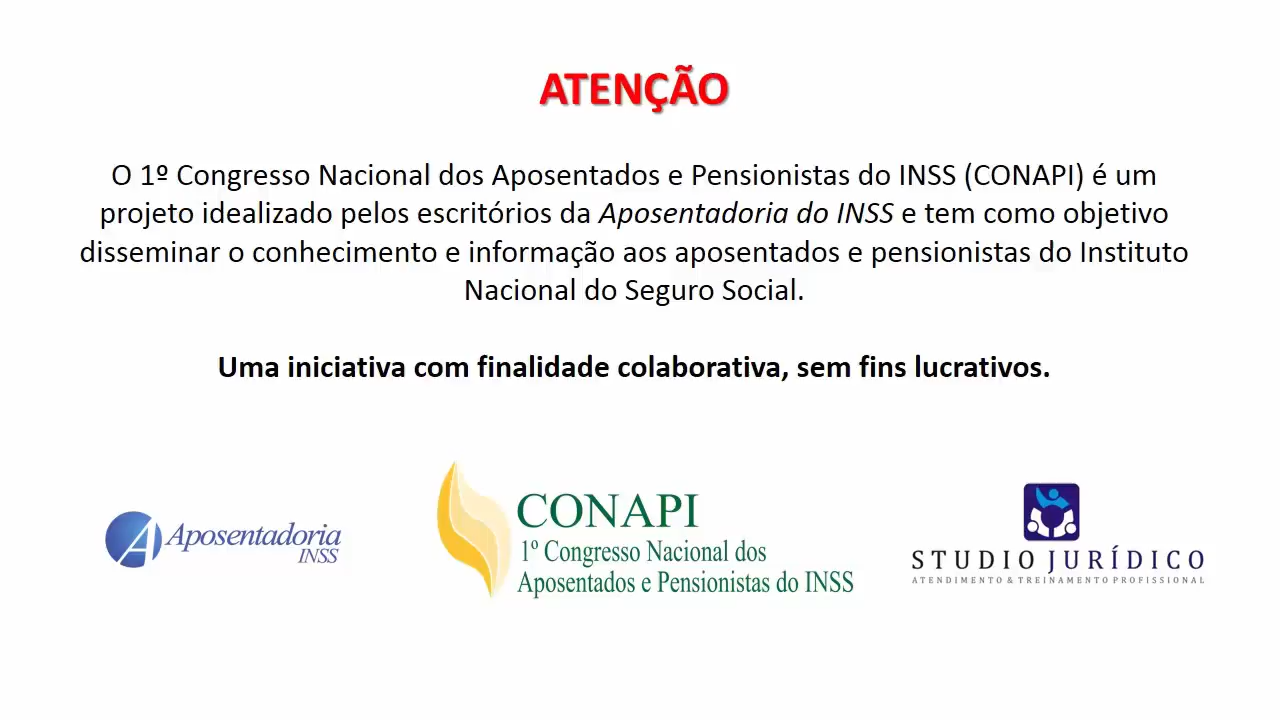 ATENÇÃO
O 1º Congresso Nacional dos Aposentados e Pensionistas do INSS (CONAPI) é um
projeto idealizado pelos escritórios da Aposentadoria do INSS e tem como objetivo
disseminar o conhecimento e informação aos aposentados e pensionistas do Instituto
Nacional do Seguro Social.
Uma iniciativa com finalidade colaborativa, sem fins lucrativos.
A Aposentadoria
INSS
CONAPI
1º Congresso Nacional dos
Aposentados e Pensionistas do INSS
STUDIO JURÍDICO
ATENDIMENTO & TREINAMENTO PROFISSIONAL